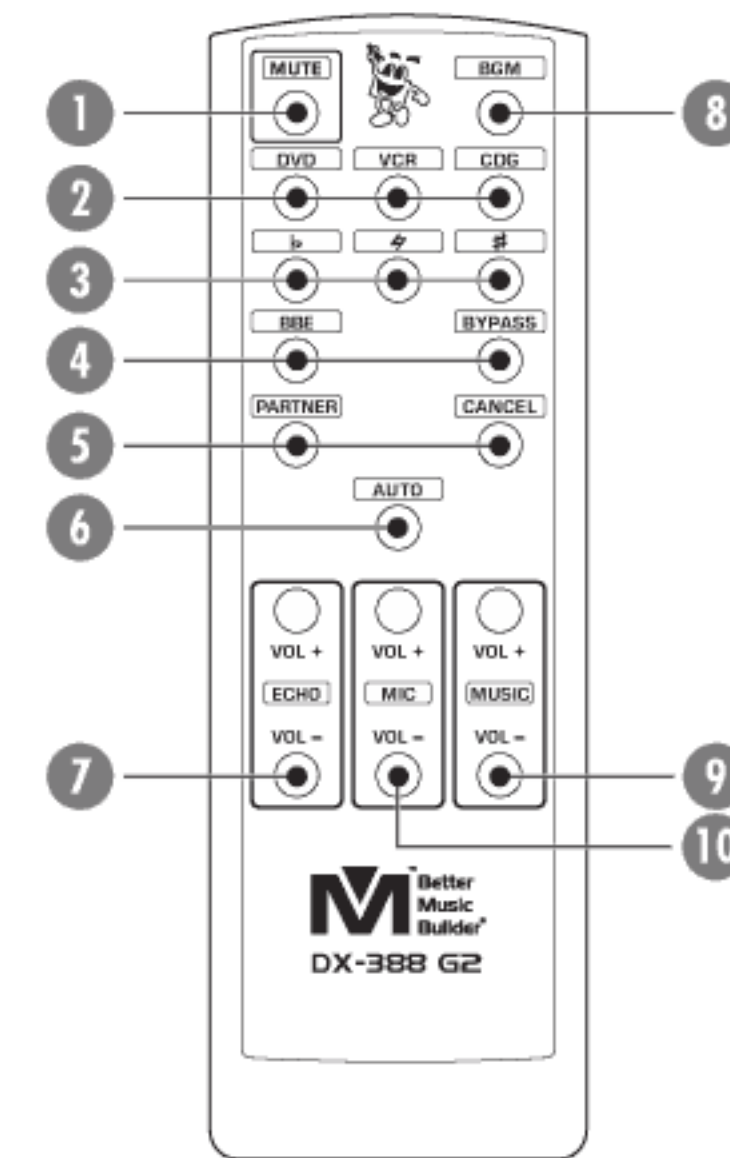 MUTE BGM
1 8
DVD VCR CDG
2
♭ ♮ #
3
BBE BYPASS
4
PARTNER CANCEL
5
AUTO
6
VOL + VOL + VOL +
ECHO MIC MUSIC
VOL – VOL – VOL –
7 9
10
M™ Better
Music
Builder®
DX-388 G2